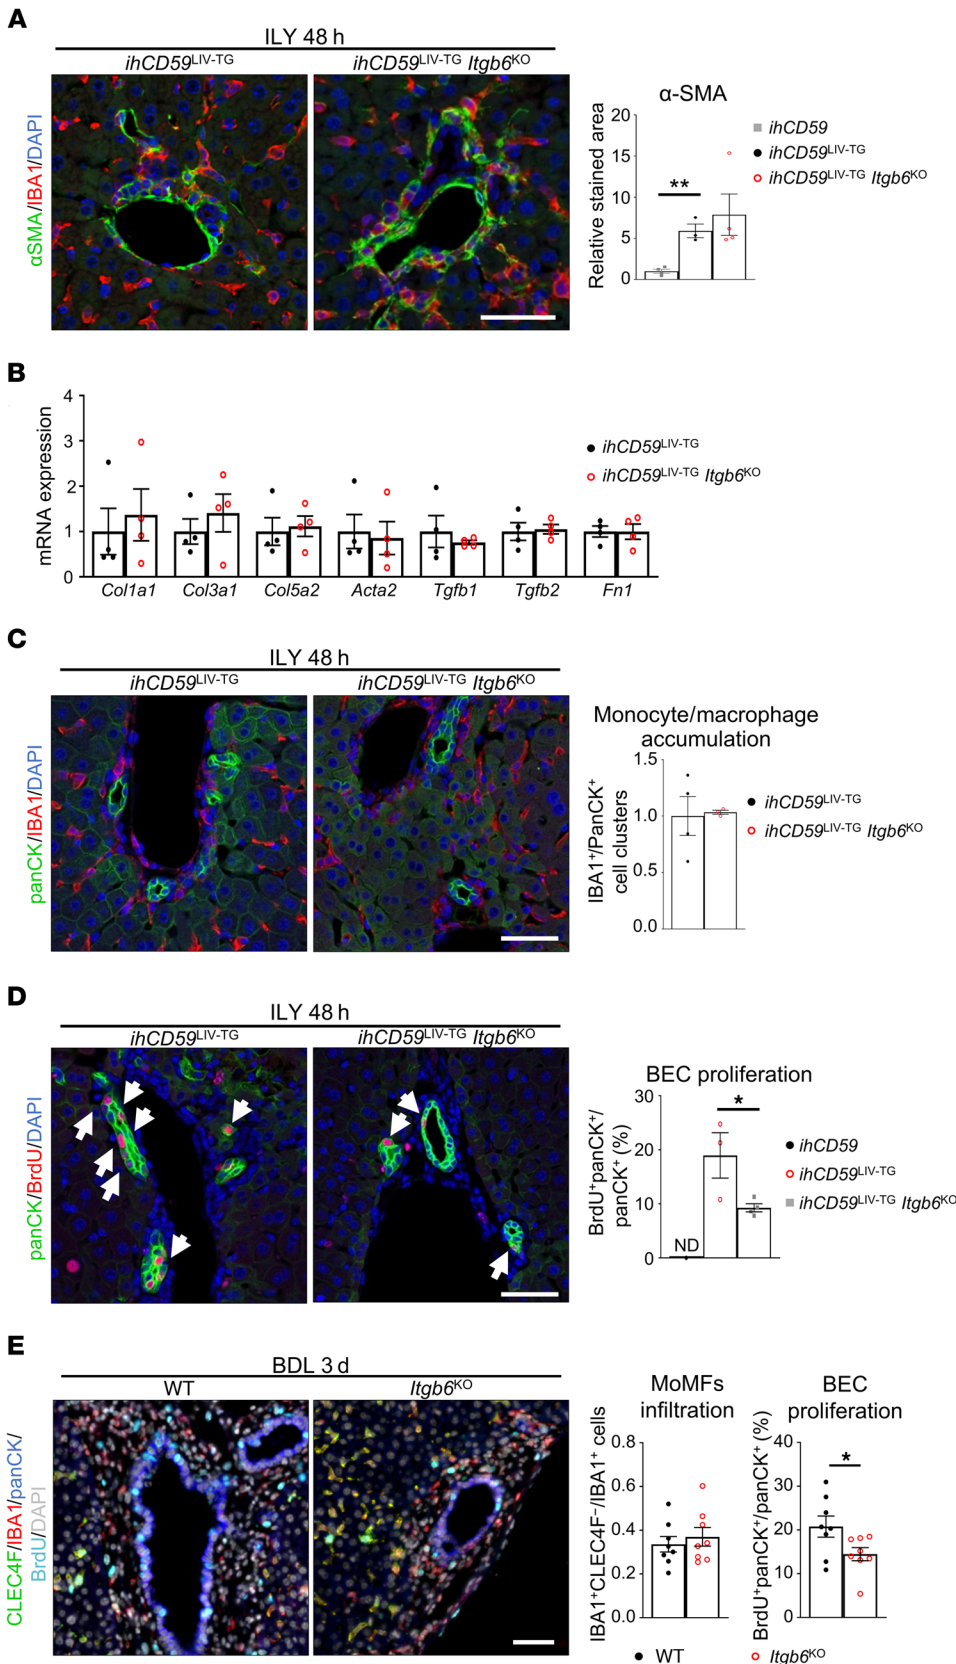 A
ILY 48 h
ihCD59LIV-TG
ihCD59LIV-TG Itgb6KO
αSMA/IBA1/DAPI
α-SMA
Relative stained area
20
15
10
5
0
**
ihCD59
ihCD59LIV-TG
ihCD59LIV-TG Itgb6KO
B
mRNA expression
4
3
2
1
0
Col1a1 Col3a1 Col5a2 Acta2 Tgfb1 Tgfb2 Fn1
ihCD59LIV-TG
ihCD59LIV-TG Itgb6KO
C
ILY 48 h
ihCD59LIV-TG
ihCD59LIV-TG Itgb6KO
panCK/IBA1/DAPI
Monocyte/macrophage
accumulation
IBA1+/PanCK+
cell clusters
1.5
1.0
0.5
0.0
ihCD59LIV-TG
ihCD59LIV-TG Itgb6KO
D
ILY 48 h
ihCD59LIV-TG
ihCD59LIV-TG Itgb6KO
panCK/BrdU/DAPI
BEC proliferation
BrdU+panCK+/
panCK+ (%)
30
20
10
0
*
ND
ihCD59
ihCD59LIV-TG
ihCD59LIV-TG Itgb6KO
E
BDL 3 d
WT
Itgb6KO
CLEC4F/IBA1/panCK/
BrdU/DAPI
MoMFs
infiltration
IBA1+CLEC4F−/IBA1+ cells
0.8
0.6
0.4
0.2
0.0
BEC
proliferation
BrdU+panCK+/panCK+ (%)
40
30
20
10
0
*
WT
Itgb6KO